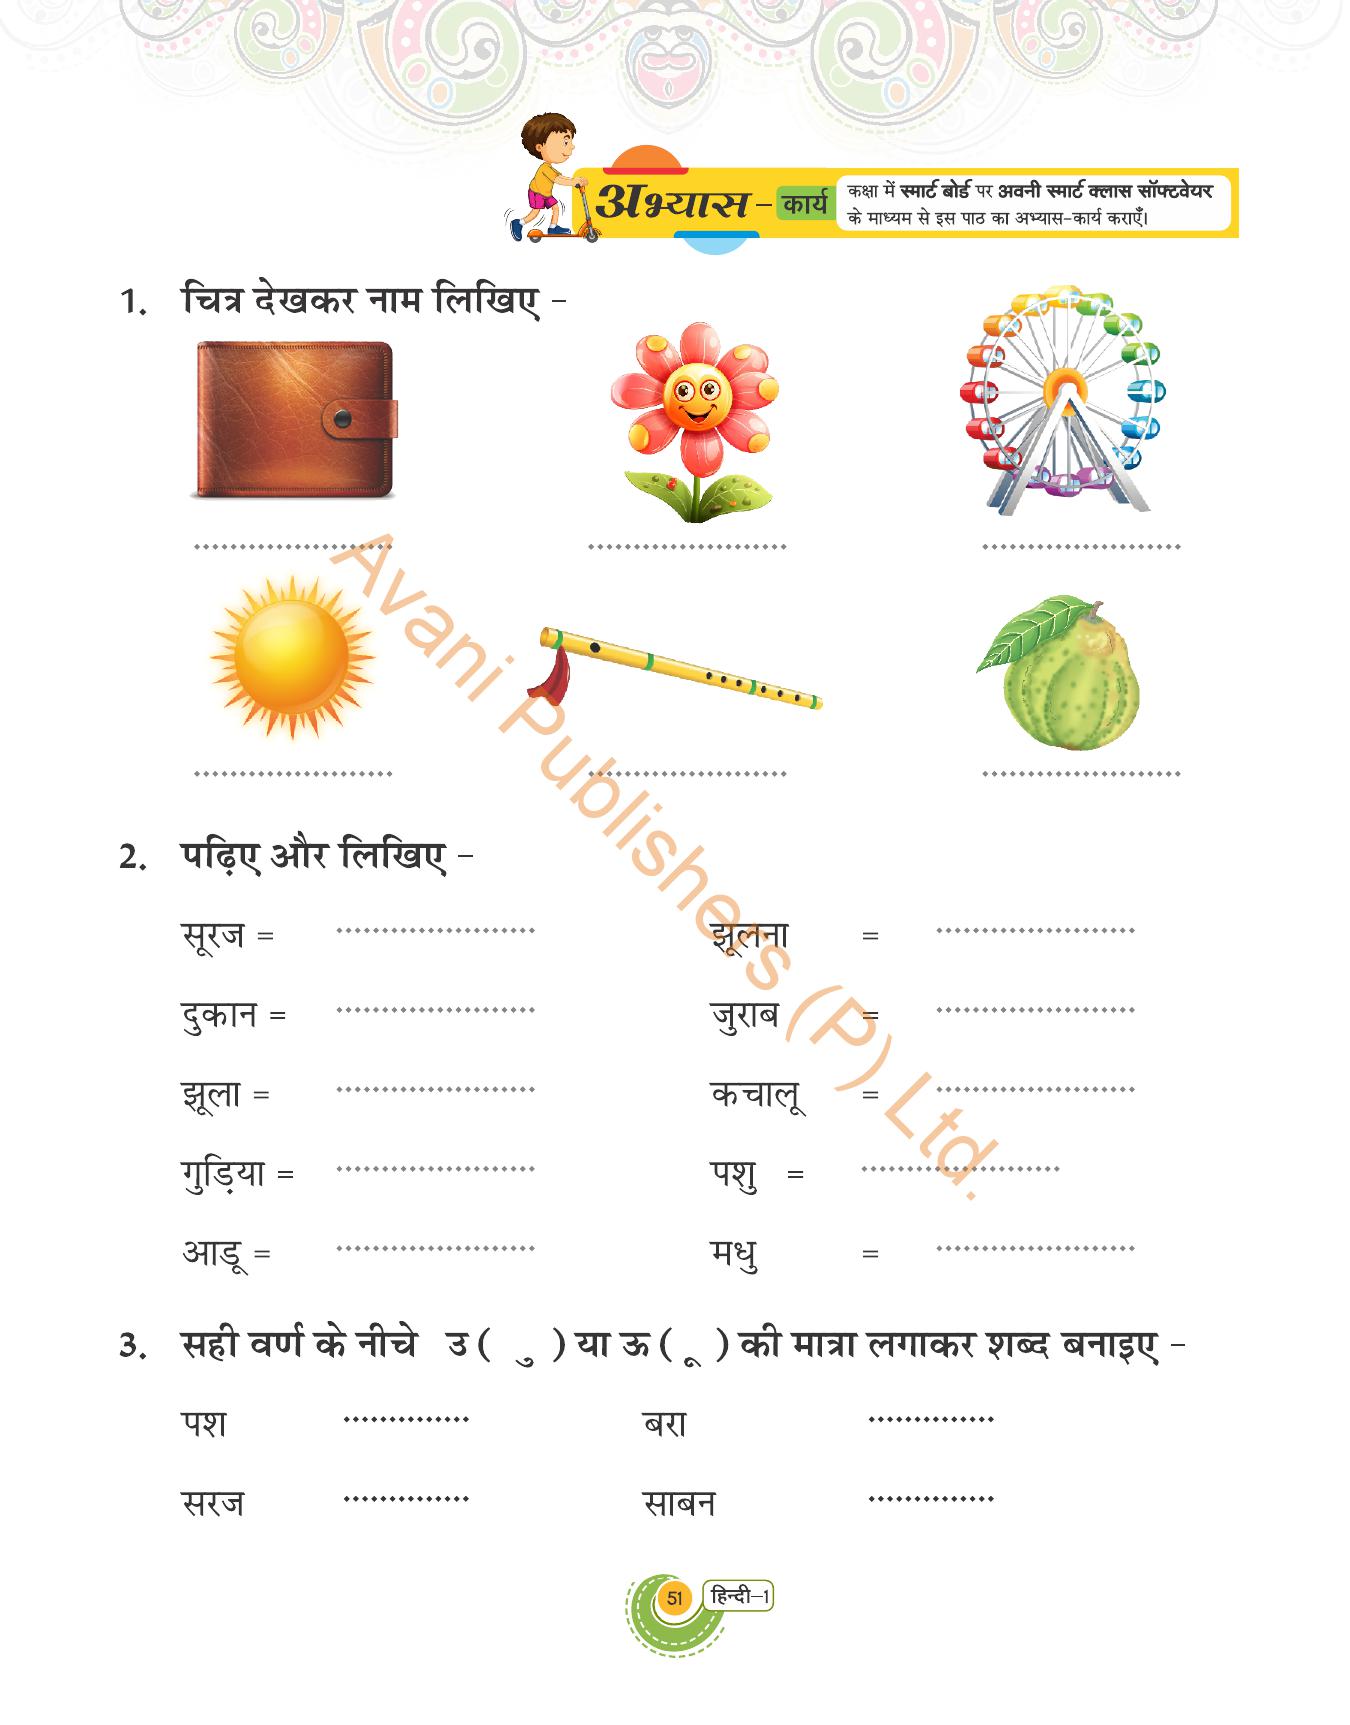 अभ्यास - कार्य
कक्षा में स्मार्ट बोर्ड पर अवनी स्मार्ट क्लास सॉफ्टवेयर
के माध्यम से इस पाठ का अभ्यास-कार्य कराएँ।
1. चित्र देखकर नाम लिखिए -
.....................  .....................  .....................
.....................  .....................  .....................
2. पढ़िए और लिखिए -
सूरज = ..................... झूलना = .....................
दुकान = ..................... जुराब = .....................
झूला = ..................... कचालू = .....................
गुड़िया = ..................... पशु = .....................
आडू = ..................... मधु = .....................
3. सही वर्ण के नीचे उ ( ु ) या ऊ ( ू ) की मात्रा लगाकर शब्द बनाइए -
पश .............. बरा ..............
सरज .............. साबन ..............
51 हिन्दी-1
Avani Publishers (P) Ltd.